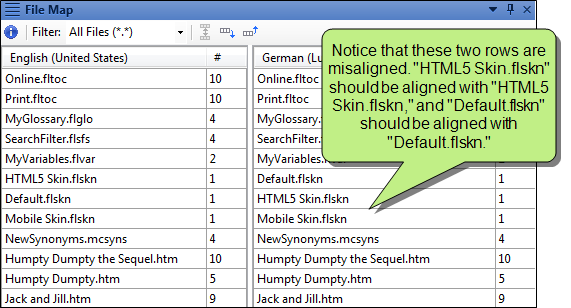 File Map
Filter: All Files (*.*)
English (United States) # German (Lu
Online.fltoc 10 Online.fltoc
Print.fltoc 10 Print.fltoc
MyGlossary.flglo 4 MyGlossary.flglo
SearchFilter.flsfs 4 SearchFilter.flsfs
MyVariables.flvar 2 MyVariables.flvar
HTML5 Skin.flskn 1 Default.flskn 1
Default.flskn 1 HTML5 Skin.flskn 1
Mobile Skin.flskn 1 Mobile Skin.flskn 1
NewSynonyms.mcsyns 4 NewSynonyms.mcsyns 4
Humpty Dumpty the Sequel.htm 10 Humpty Dumpty the Sequel.htm 10
Humpty Dumpty.htm 5 Humpty Dumpty.htm 5
Jack and Jill.htm 9 Jack and Jill.htm 9
Notice that these two rows are
misaligned. "HTML5 Skin.flskn"
should be aligned with "HTML5
Skin.flskn," and "Default.flskn"
should be aligned with
"Default.flskn."